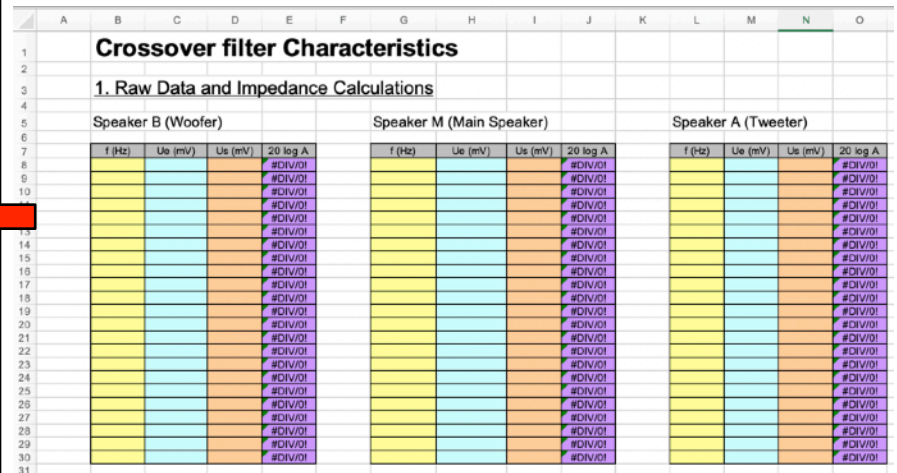 A B C D E F G H I J K L M N O
1 Crossover filter Characteristics
2
3 1. Raw Data and Impedance Calculations
4
5 Speaker B (Woofer) Speaker M (Main Speaker) Speaker A (Tweeter)
6
7 f (Hz) Ue (mV) Us (mV) 20 log A f (Hz) Ue (mV) Us (mV) 20 log A f (Hz) Ue (mV) Us (mV) 20 log A
8 #DIV/0! #DIV/0! #DIV/0!
9 #DIV/0! #DIV/0! #DIV/0!
10 #DIV/0! #DIV/0! #DIV/0!
#DIV/0! #DIV/0! #DIV/0!
#DIV/0! #DIV/0! #DIV/0!
13 #DIV/0! #DIV/0! #DIV/0!
14 #DIV/0! #DIV/0! #DIV/0!
15 #DIV/0! #DIV/0! #DIV/0!
16 #DIV/0! #DIV/0! #DIV/0!
17 #DIV/0! #DIV/0! #DIV/0!
18 #DIV/0! #DIV/0! #DIV/0!
19 #DIV/0! #DIV/0! #DIV/0!
20 #DIV/0! #DIV/0! #DIV/0!
21 #DIV/0! #DIV/0! #DIV/0!
22 #DIV/0! #DIV/0! #DIV/0!
23 #DIV/0! #DIV/0! #DIV/0!
24 #DIV/0! #DIV/0! #DIV/0!
25 #DIV/0! #DIV/0! #DIV/0!
26 #DIV/0! #DIV/0! #DIV/0!
27 #DIV/0! #DIV/0! #DIV/0!
28 #DIV/0! #DIV/0! #DIV/0!
29 #DIV/0! #DIV/0! #DIV/0!
30 #DIV/0! #DIV/0! #DIV/0!
31